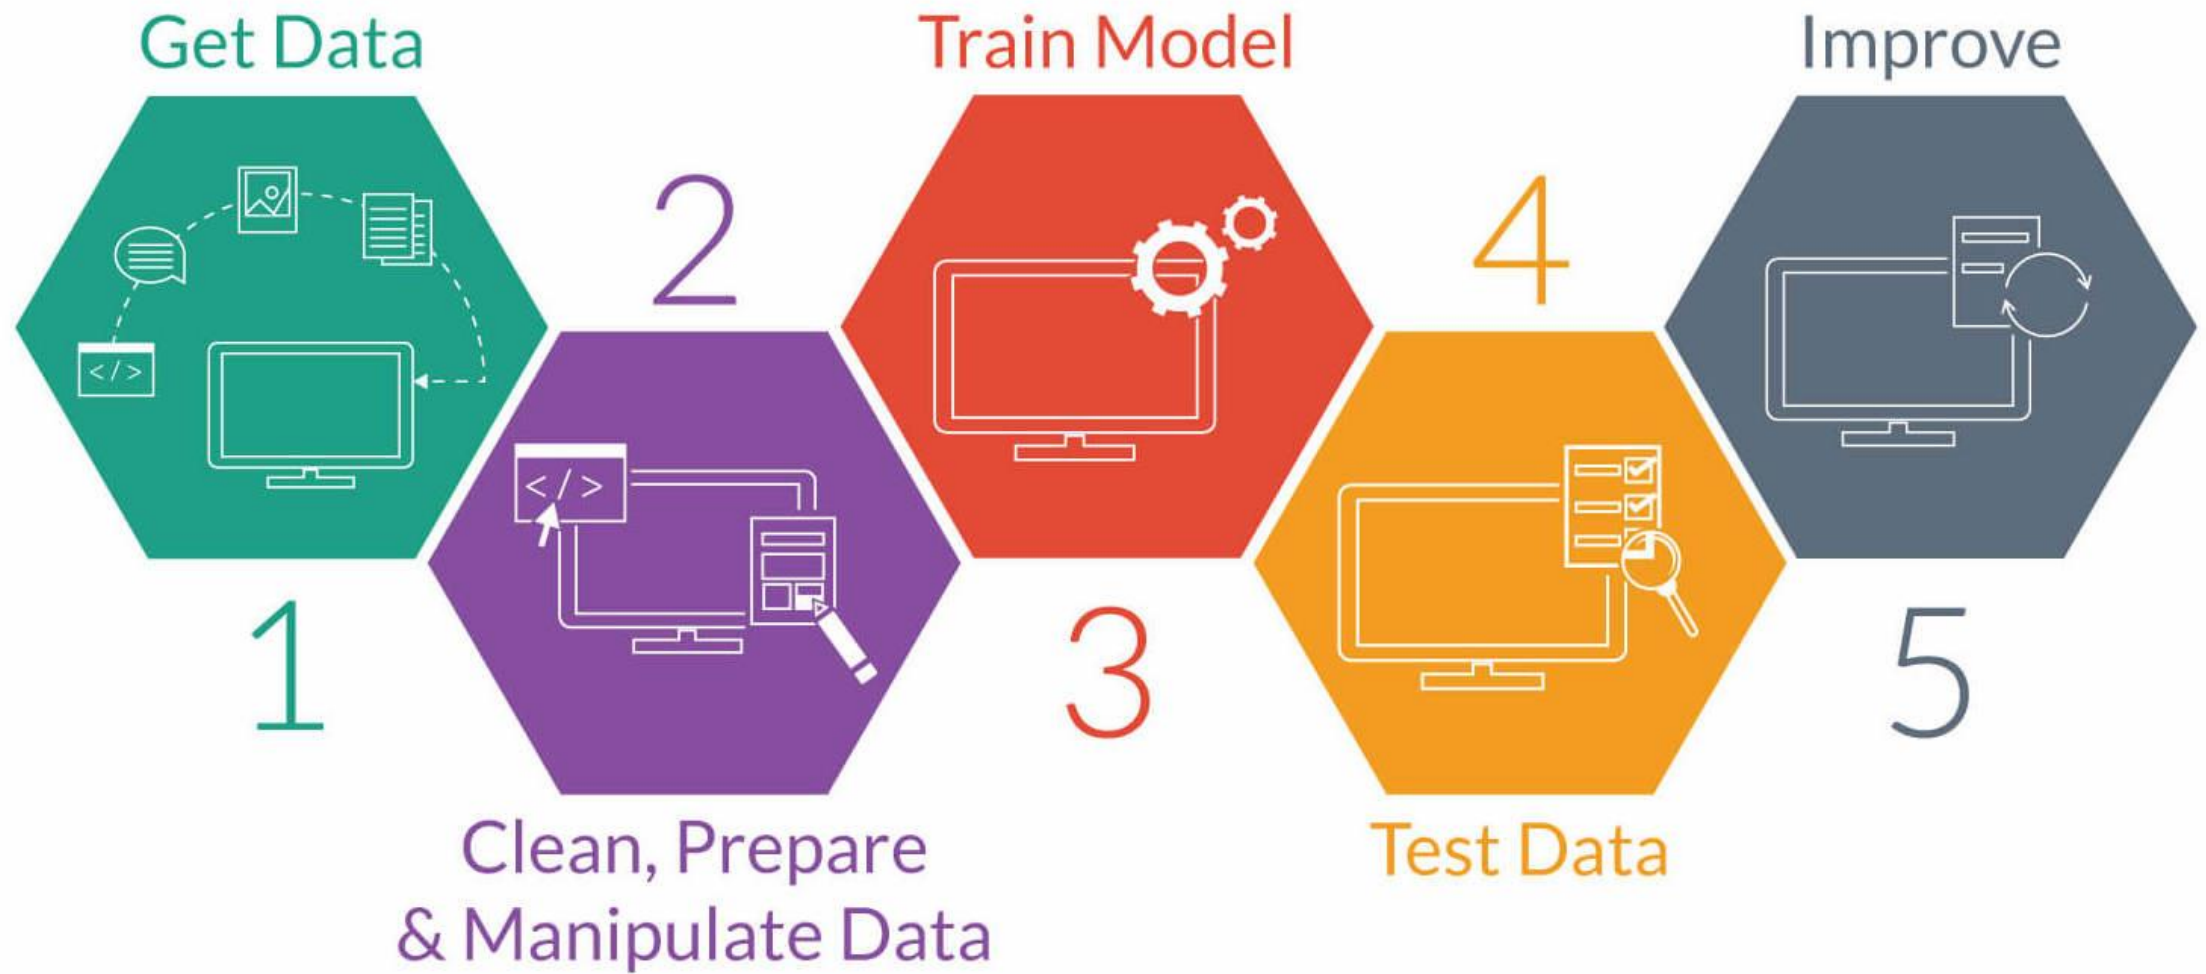 Get Data
</>
1
2
</>
Clean, Prepare
& Manipulate Data
Train Model
3
4
Test Data
Improve
5